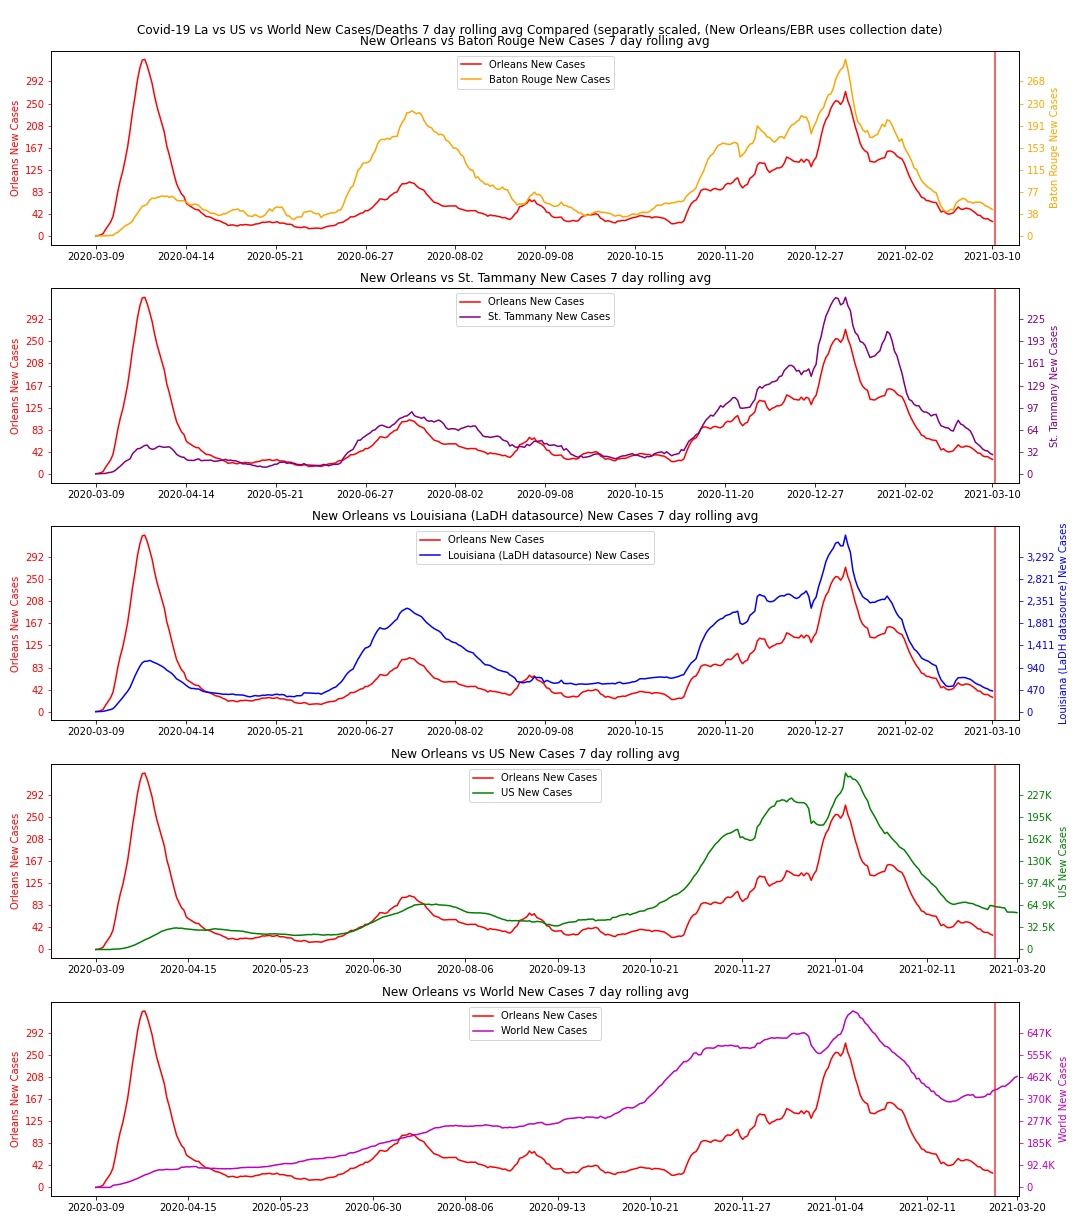 Covid-19 La vs US vs World New Cases/Deaths 7 day rolling avg Compared (separatly scaled, (New Orleans/EBR uses collection date)
New Orleans vs Baton Rouge New Cases 7 day rolling avg
Orleans New Cases
Baton Rouge New Cases
Orleans New Cases
292
250
208
167
125
83
42
0
268
230
191
153
115
77
38
0
Baton Rouge New Cases
2020-03-09 2020-04-14 2020-05-21 2020-06-27 2020-08-02 2020-09-08 2020-10-15 2020-11-20 2020-12-27 2021-02-02 2021-03-10
New Orleans vs St. Tammany New Cases 7 day rolling avg
Orleans New Cases
St. Tammany New Cases
Orleans New Cases
292
250
208
167
125
83
42
0
225
193
161
129
97
64
32
0
St. Tammany New Cases
2020-03-09 2020-04-14 2020-05-21 2020-06-27 2020-08-02 2020-09-08 2020-10-15 2020-11-20 2020-12-27 2021-02-02 2021-03-10
New Orleans vs Louisiana (LaDH datasource) New Cases 7 day rolling avg
Orleans New Cases
Louisiana (LaDH datasource) New Cases
Orleans New Cases
292
250
208
167
125
83
42
0
3,292
2,821
2,351
1,881
1,411
940
470
0
Louisiana (LaDH datasource) New Cases
2020-03-09 2020-04-14 2020-05-21 2020-06-27 2020-08-02 2020-09-08 2020-10-15 2020-11-20 2020-12-27 2021-02-02 2021-03-10
New Orleans vs US New Cases 7 day rolling avg
Orleans New Cases
US New Cases
Orleans New Cases
292
250
208
167
125
83
42
0
227K
195K
162K
130K
97.4K
64.9K
32.5K
0
US New Cases
2020-03-09 2020-04-15 2020-05-23 2020-06-30 2020-08-06 2020-09-13 2020-10-21 2020-11-27 2021-01-04 2021-02-11 2021-03-20
New Orleans vs World New Cases 7 day rolling avg
Orleans New Cases
World New Cases
Orleans New Cases
292
250
208
167
125
83
42
0
647K
555K
462K
370K
277K
185K
92.4K
0
World New Cases
2020-03-09 2020-04-15 2020-05-23 2020-06-30 2020-08-06 2020-09-13 2020-10-21 2020-11-27 2021-01-04 2021-02-11 2021-03-20